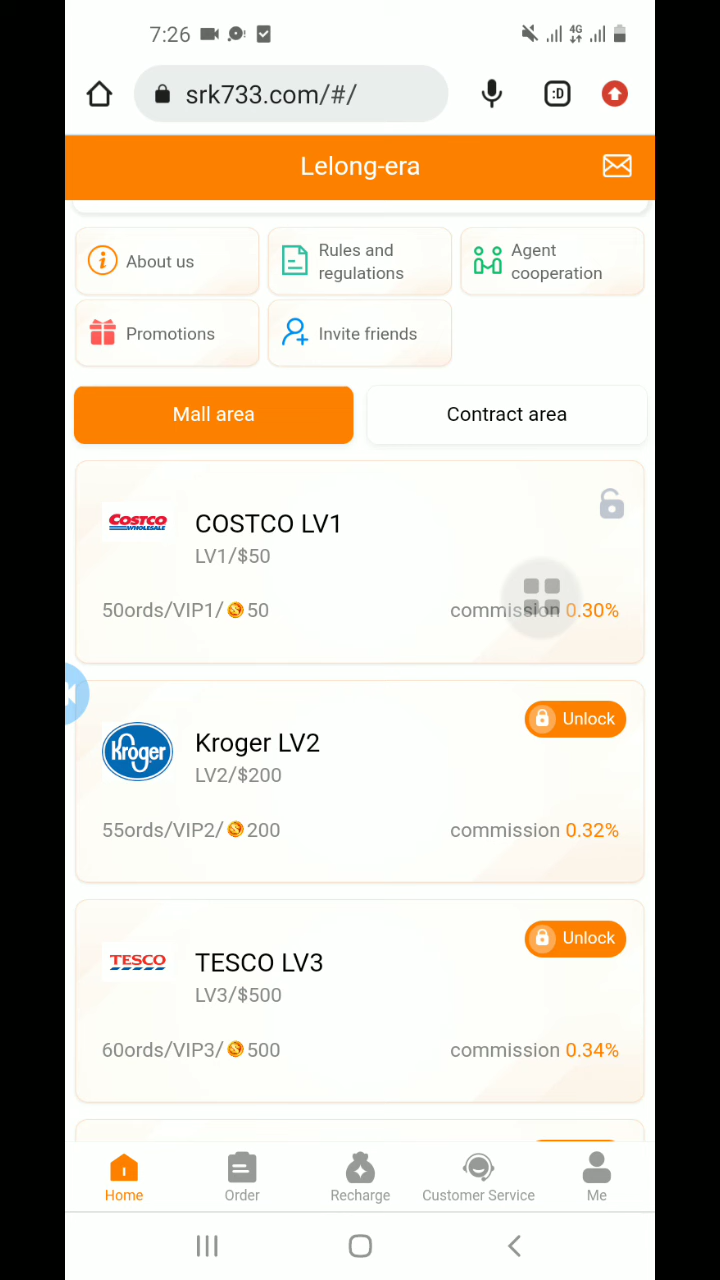 7:26
4G
srk733.com/#/
:D
Lelong-era
About us
Rules and
regulations
Agent
cooperation
Promotions
Invite friends
Mall area
Contract area
COSTCO
WHOLESALE
COSTCO LV1
LV1/$50
50ords/VIP1/ 50
commission 0.30%
Unlock
Kroger
Kroger LV2
LV2/$200
55ords/VIP2/ 200
commission 0.32%
Unlock
TESCO
TESCO LV3
LV3/$500
60ords/VIP3/ 500
commission 0.34%
Home
Order
Recharge
Customer Service
Me